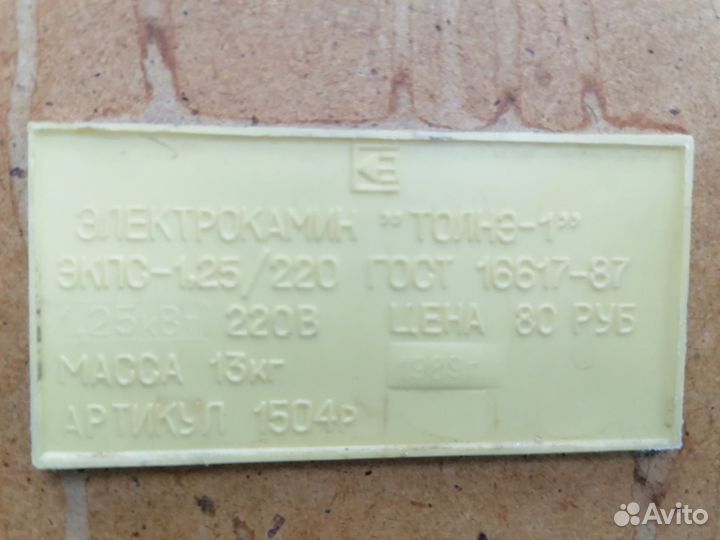 ЭЛЕКТРОКАМИН "ТОЛНЭ-1"
ЭКПС-1,25/220 ГОСТ 16617-87
1,25кВт 220В ЦЕНА 80 РУБ
МАССА 13кг 1989г
АРТИКУЛ 1504Р
Avito